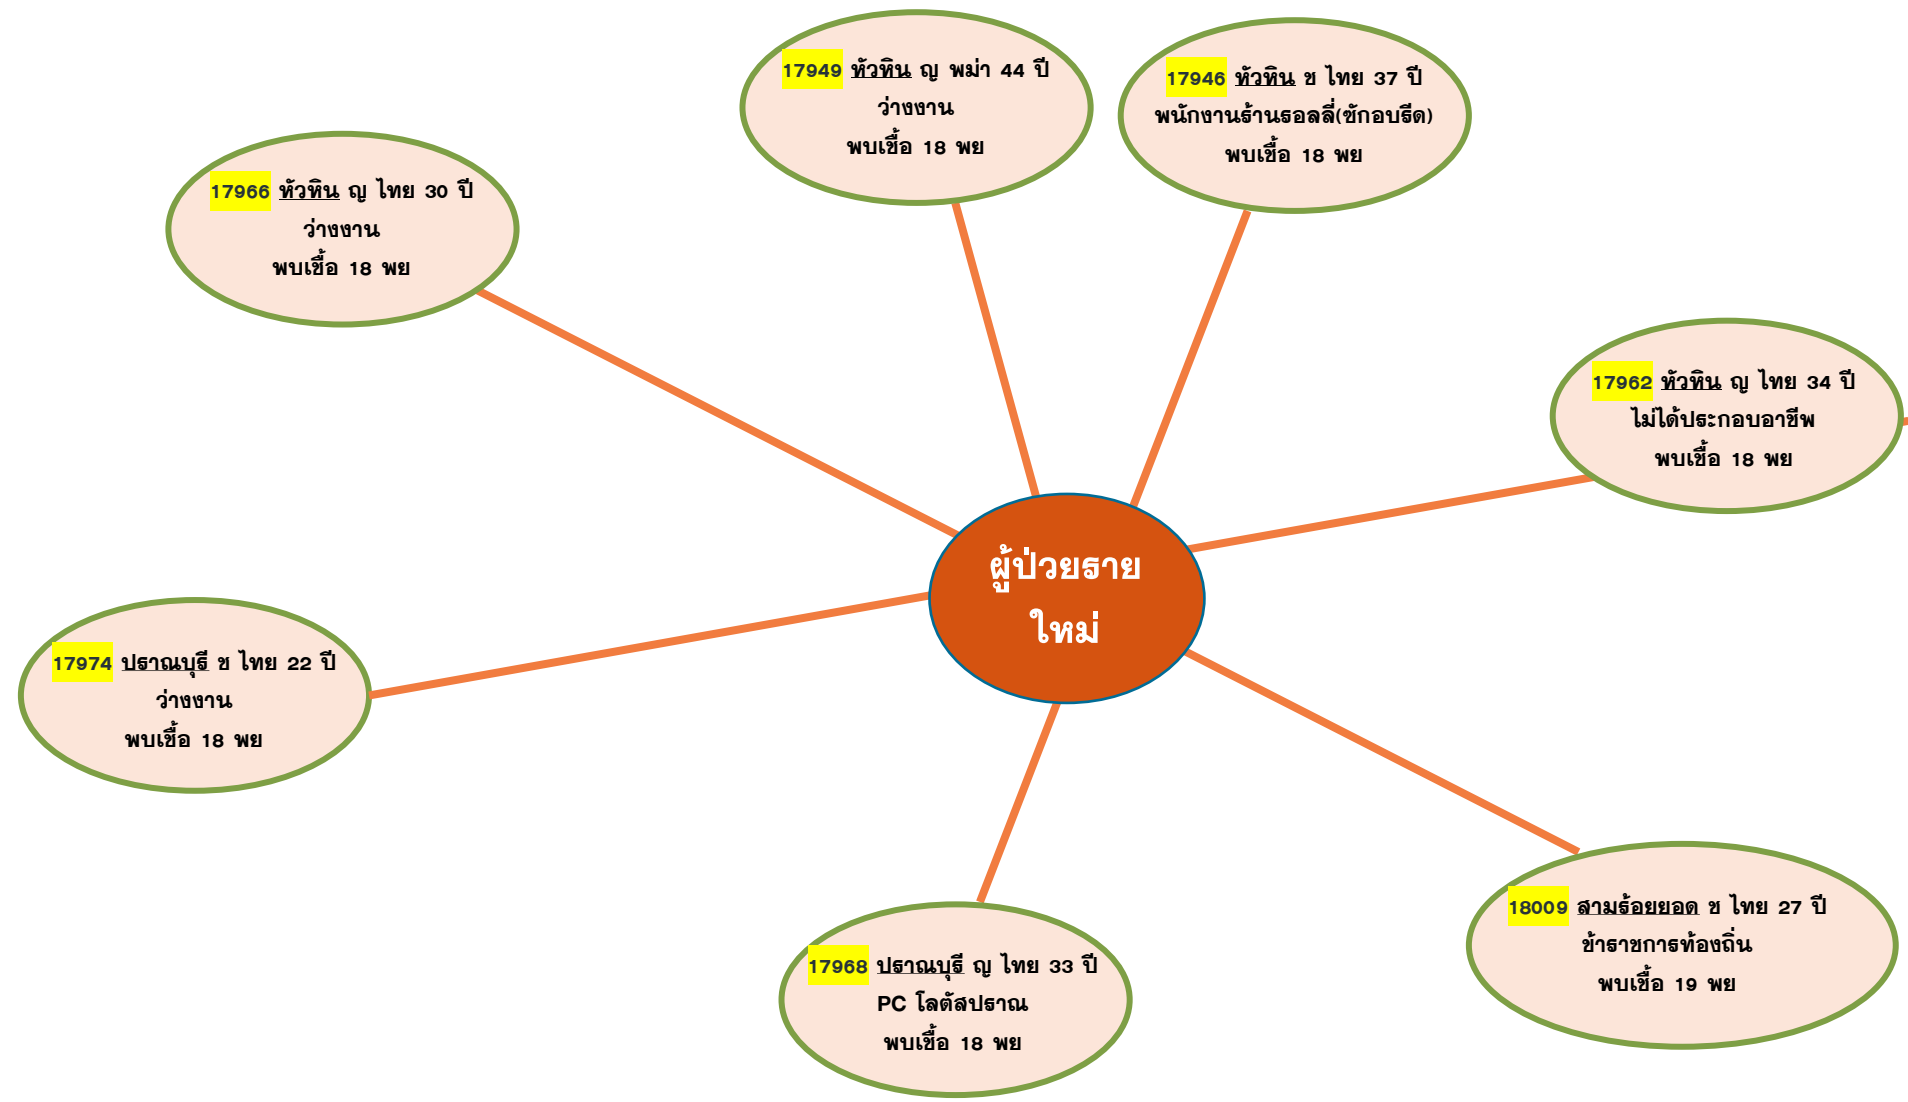 17949 หัวหิน ญ พม่า 44 ปี
ว่างงาน
พบเชื้อ 18 พย
17946 หัวหิน ช ไทย 37 ปี
พนักงานร้านรอลลี่(ซักอบรีด)
พบเชื้อ 18 พย
17966 หัวหิน ญ ไทย 30 ปี
ว่างงาน
พบเชื้อ 18 พย
17962 หัวหิน ญ ไทย 34 ปี
ไม่ได้ประกอบอาชีพ
พบเชื้อ 18 พย
ผู้ป่วยราย
ใหม่
17974 ปราณบุรี ช ไทย 22 ปี
ว่างงาน
พบเชื้อ 18 พย
18009 สามร้อยยอด ช ไทย 27 ปี
ข้าราชการท้องถิ่น
พบเชื้อ 19 พย
17968 ปราณบุรี ญ ไทย 33 ปี
PC โลตัสปราณ
พบเชื้อ 18 พย